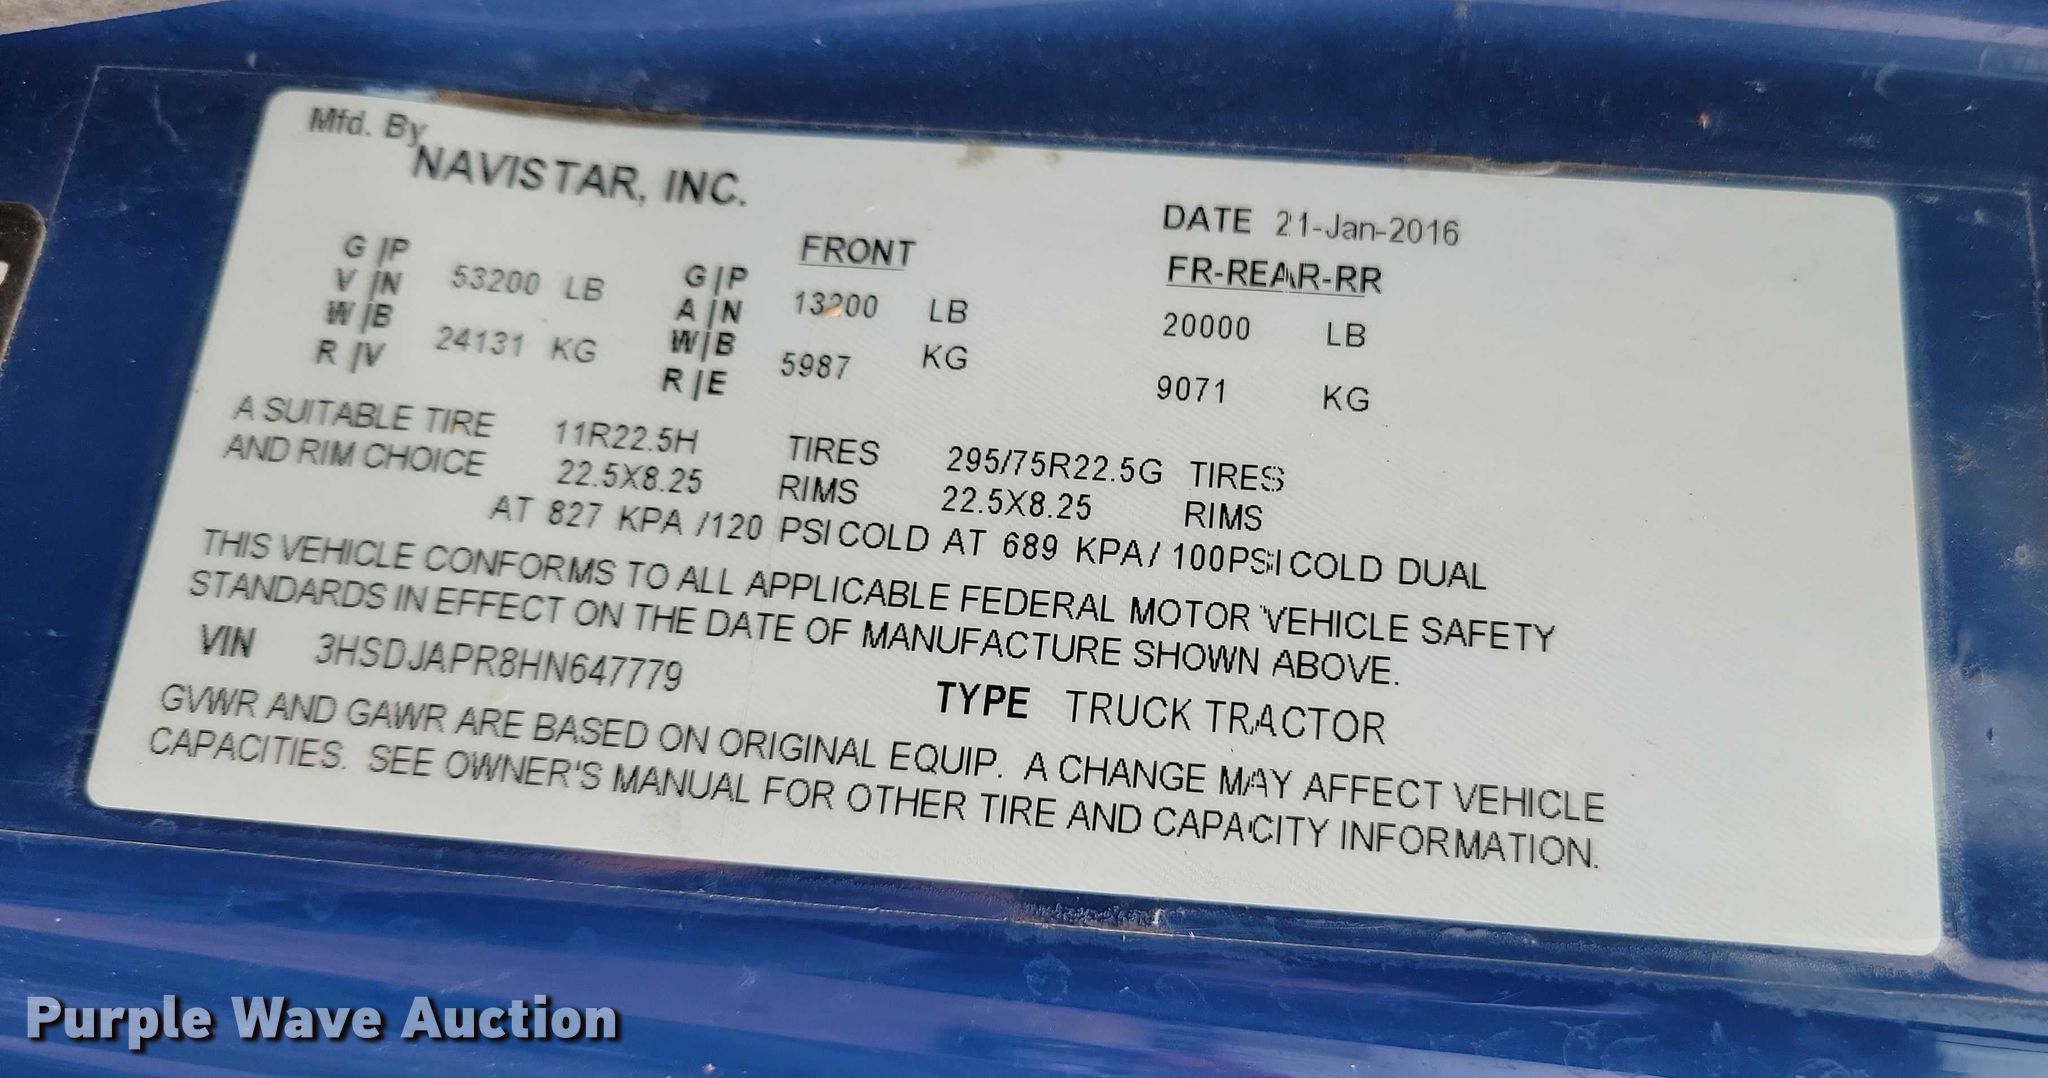 Mfd. By
NAVISTAR, INC.
DATE 21-Jan-2016
G |P
V |N 53200 LB
W |B
R |V 24131 KG
FRONT
G |P
A |N 13200 LB
W |B
R |E 5987 KG
FR-REAR-RR
20000 LB
9071 KG
A SUITABLE TIRE 11R22.5H TIRES 295/75R22.5G TIRES
AND RIM CHOICE 22.5X8.25 RIMS 22.5X8.25 RIMS
AT 827 KPA /120 PSI COLD AT 689 KPA/ 100PSI COLD DUAL
THIS VEHICLE CONFORMS TO ALL APPLICABLE FEDERAL MOTOR VEHICLE SAFETY
STANDARDS IN EFFECT ON THE DATE OF MANUFACTURE SHOWN ABOVE.
VIN 3HSDJAPR8HN647779
TYPE TRUCK TRACTOR
GVWR AND GAWR ARE BASED ON ORIGINAL EQUIP. A CHANGE MAY AFFECT VEHICLE
CAPACITIES. SEE OWNER'S MANUAL FOR OTHER TIRE AND CAPACITY INFORMATION.
Purple Wave Auction